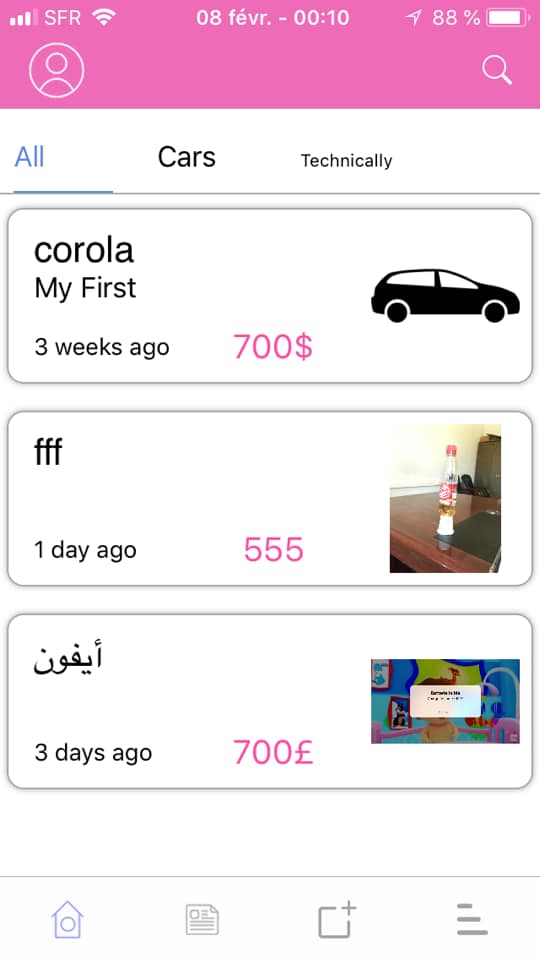 SFR 08 févr. - 00:10 88 %
All Cars Technically
corola
My First
3 weeks ago 700$
fff
1 day ago 555
أيفون
3 days ago 700£